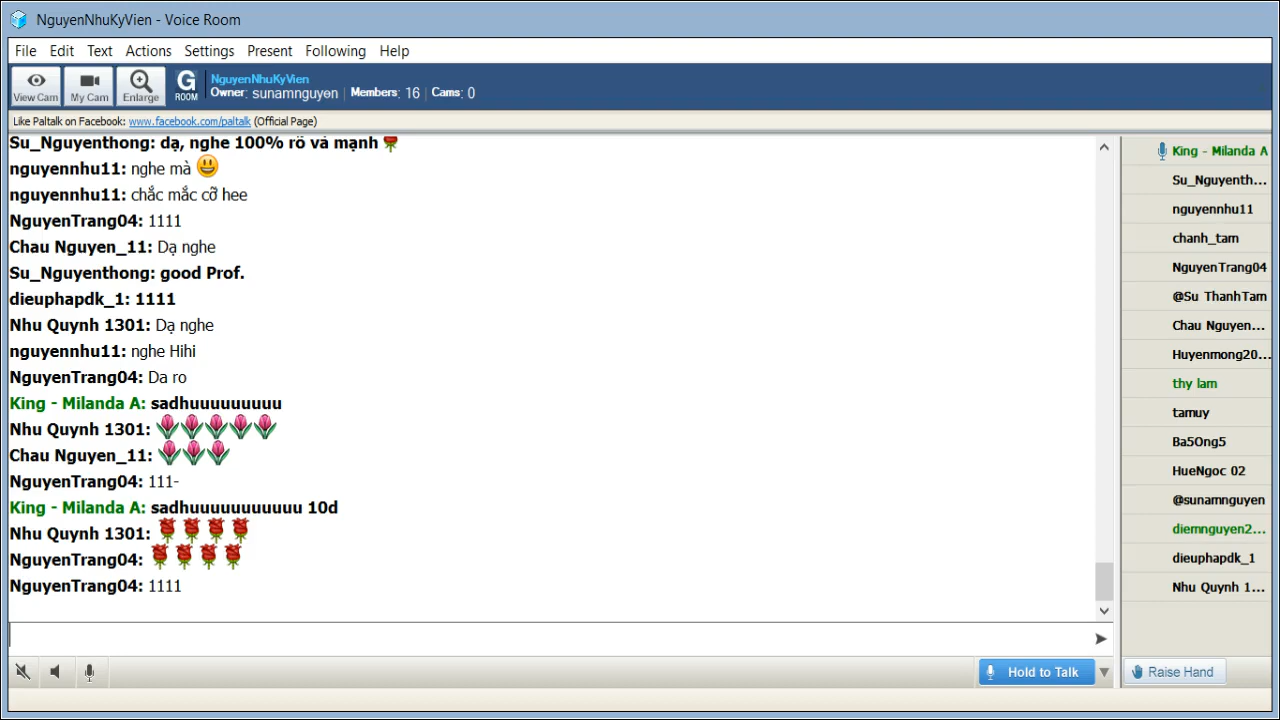 NguyenNhuKyVien - Voice Room
File Edit Text Actions Settings Present Following Help
View Cam My Cam Enlarge G ROOM NguyenNhuKyVien
Owner: sunamnguyen Members: 16 Cams: 0
Like Paltalk on Facebook: www.facebook.com/paltalk (Official Page)
Su_Nguyenthong: dạ, nghe 100% rõ và mạnh
nguyennhu11: nghe mà
nguyennhu11: chắc mắc cỡ hee
NguyenTrang04: 1111
Chau Nguyen_11: Dạ nghe
Su_Nguyenthong: good Prof.
dieuphapdk_1: 1111
Nhu Quynh 1301: Dạ nghe
nguyennhu11: nghe Hihi
NguyenTrang04: Da ro
King - Milanda A: sadhuuuuuuuuu
Nhu Quynh 1301:
Chau Nguyen_11:
NguyenTrang04: 111-
King - Milanda A: sadhuuuuuuuuuuu 10d
Nhu Quynh 1301:
NguyenTrang04:
NguyenTrang04: 1111
King - Milanda A
Su_Nguyenth...
nguyennhu11
chanh_tam
NguyenTrang04
@Su ThanhTam
Chau Nguyen...
Huyenmong20...
thy lam
tamuy
Ba5Ong5
HueNgoc 02
@sunamnguyen
diemnguyen2...
dieuphapdk_1
Nhu Quynh 1...
Hold to Talk
Raise Hand